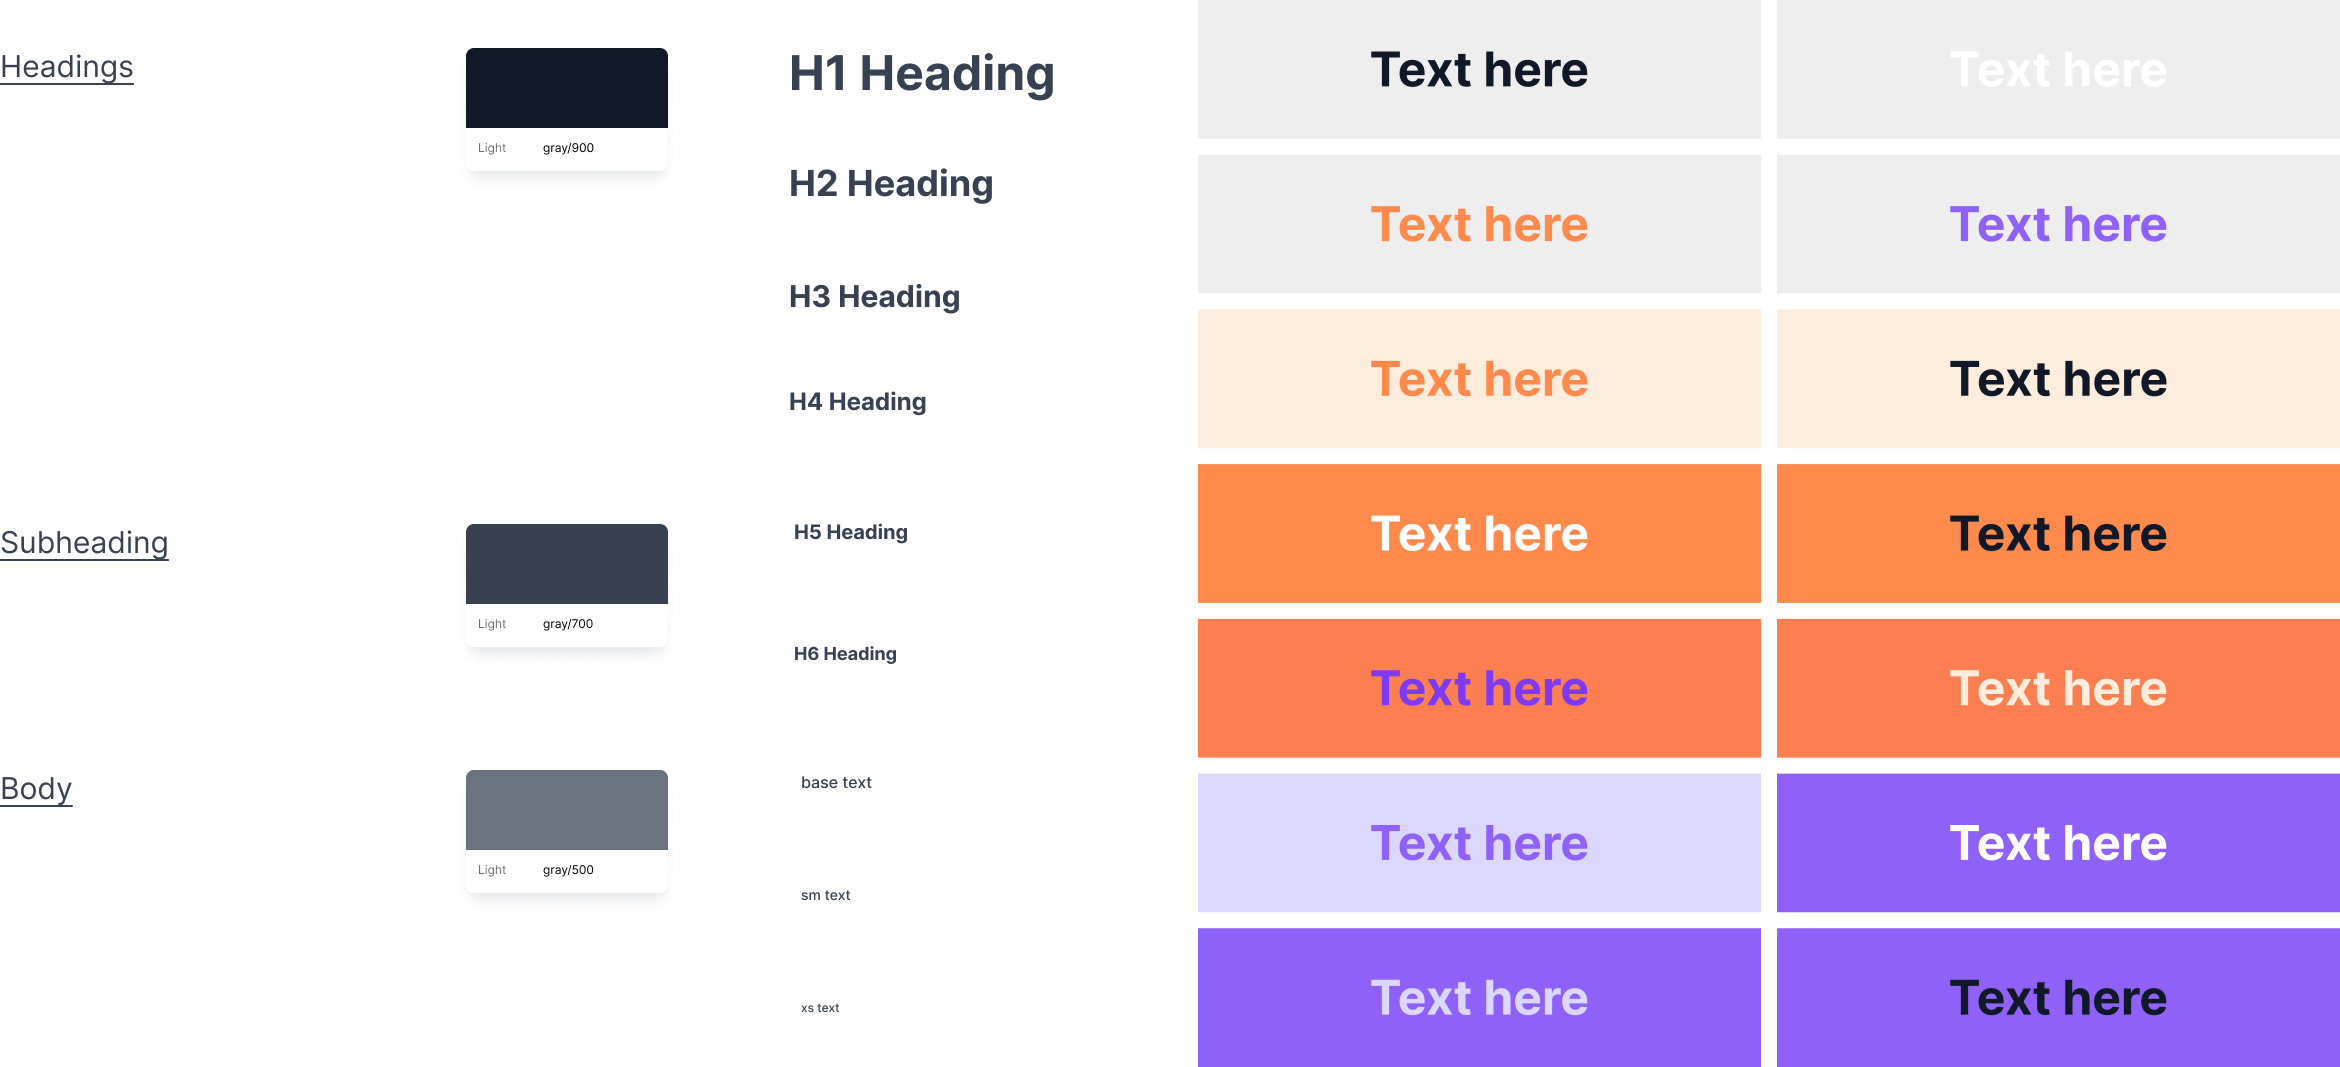 Headings
Light gray/900
H1 Heading
H2 Heading
H3 Heading
H4 Heading
Subheading
Light gray/700
H5 Heading
H6 Heading
Body
Light gray/500
base text
sm text
xs text
Text here
Text here
Text here
Text here
Text here
Text here
Text here
Text here
Text here
Text here
Text here
Text here
Text here
Text here